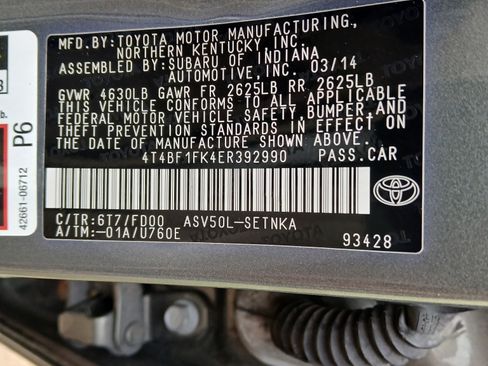 MFD.BY:TOYOTA MOTOR MANUFACTURING,
NORTHERN KENTUCKY,INC.
ASSEMBLED BY:SUBARU OF INDIANA
AUTOMOTIVE,INC. 03/14
GVWR 4630LB GAWR FR 2625LB RR 2625LB
THIS VEHICLE CONFORMS TO ALL APPLICABLE
FEDERAL MOTOR VEHICLE SAFETY,BUMPER,AND
THEFT PREVENTION STANDARDS IN EFFECT ON
THE DATE OF MANUFACTURE SHOWN ABOVE.
4T4BF1FK4ER392990 PASS.CAR
C/TR:6T7/FD00 ASV50L-SETNKA
A/TM:-01A/U760E
93428
TOYOTA
P6
42661-06712